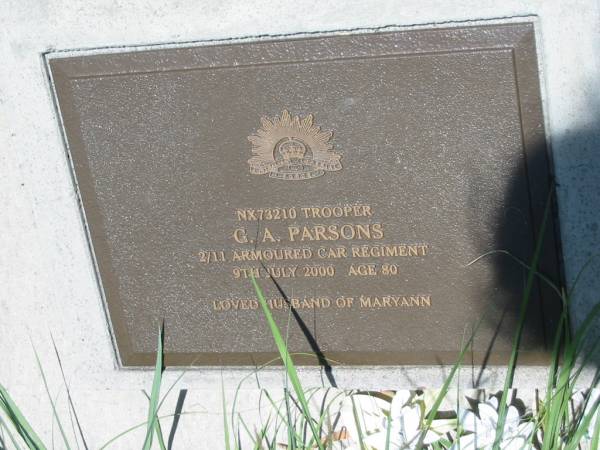 NX73210 TROOPER
G. A. PARSONS
2/11 ARMOURED CAR REGIMENT
9TH JULY 2000 AGE 80
LOVED HUSBAND OF MARYANN